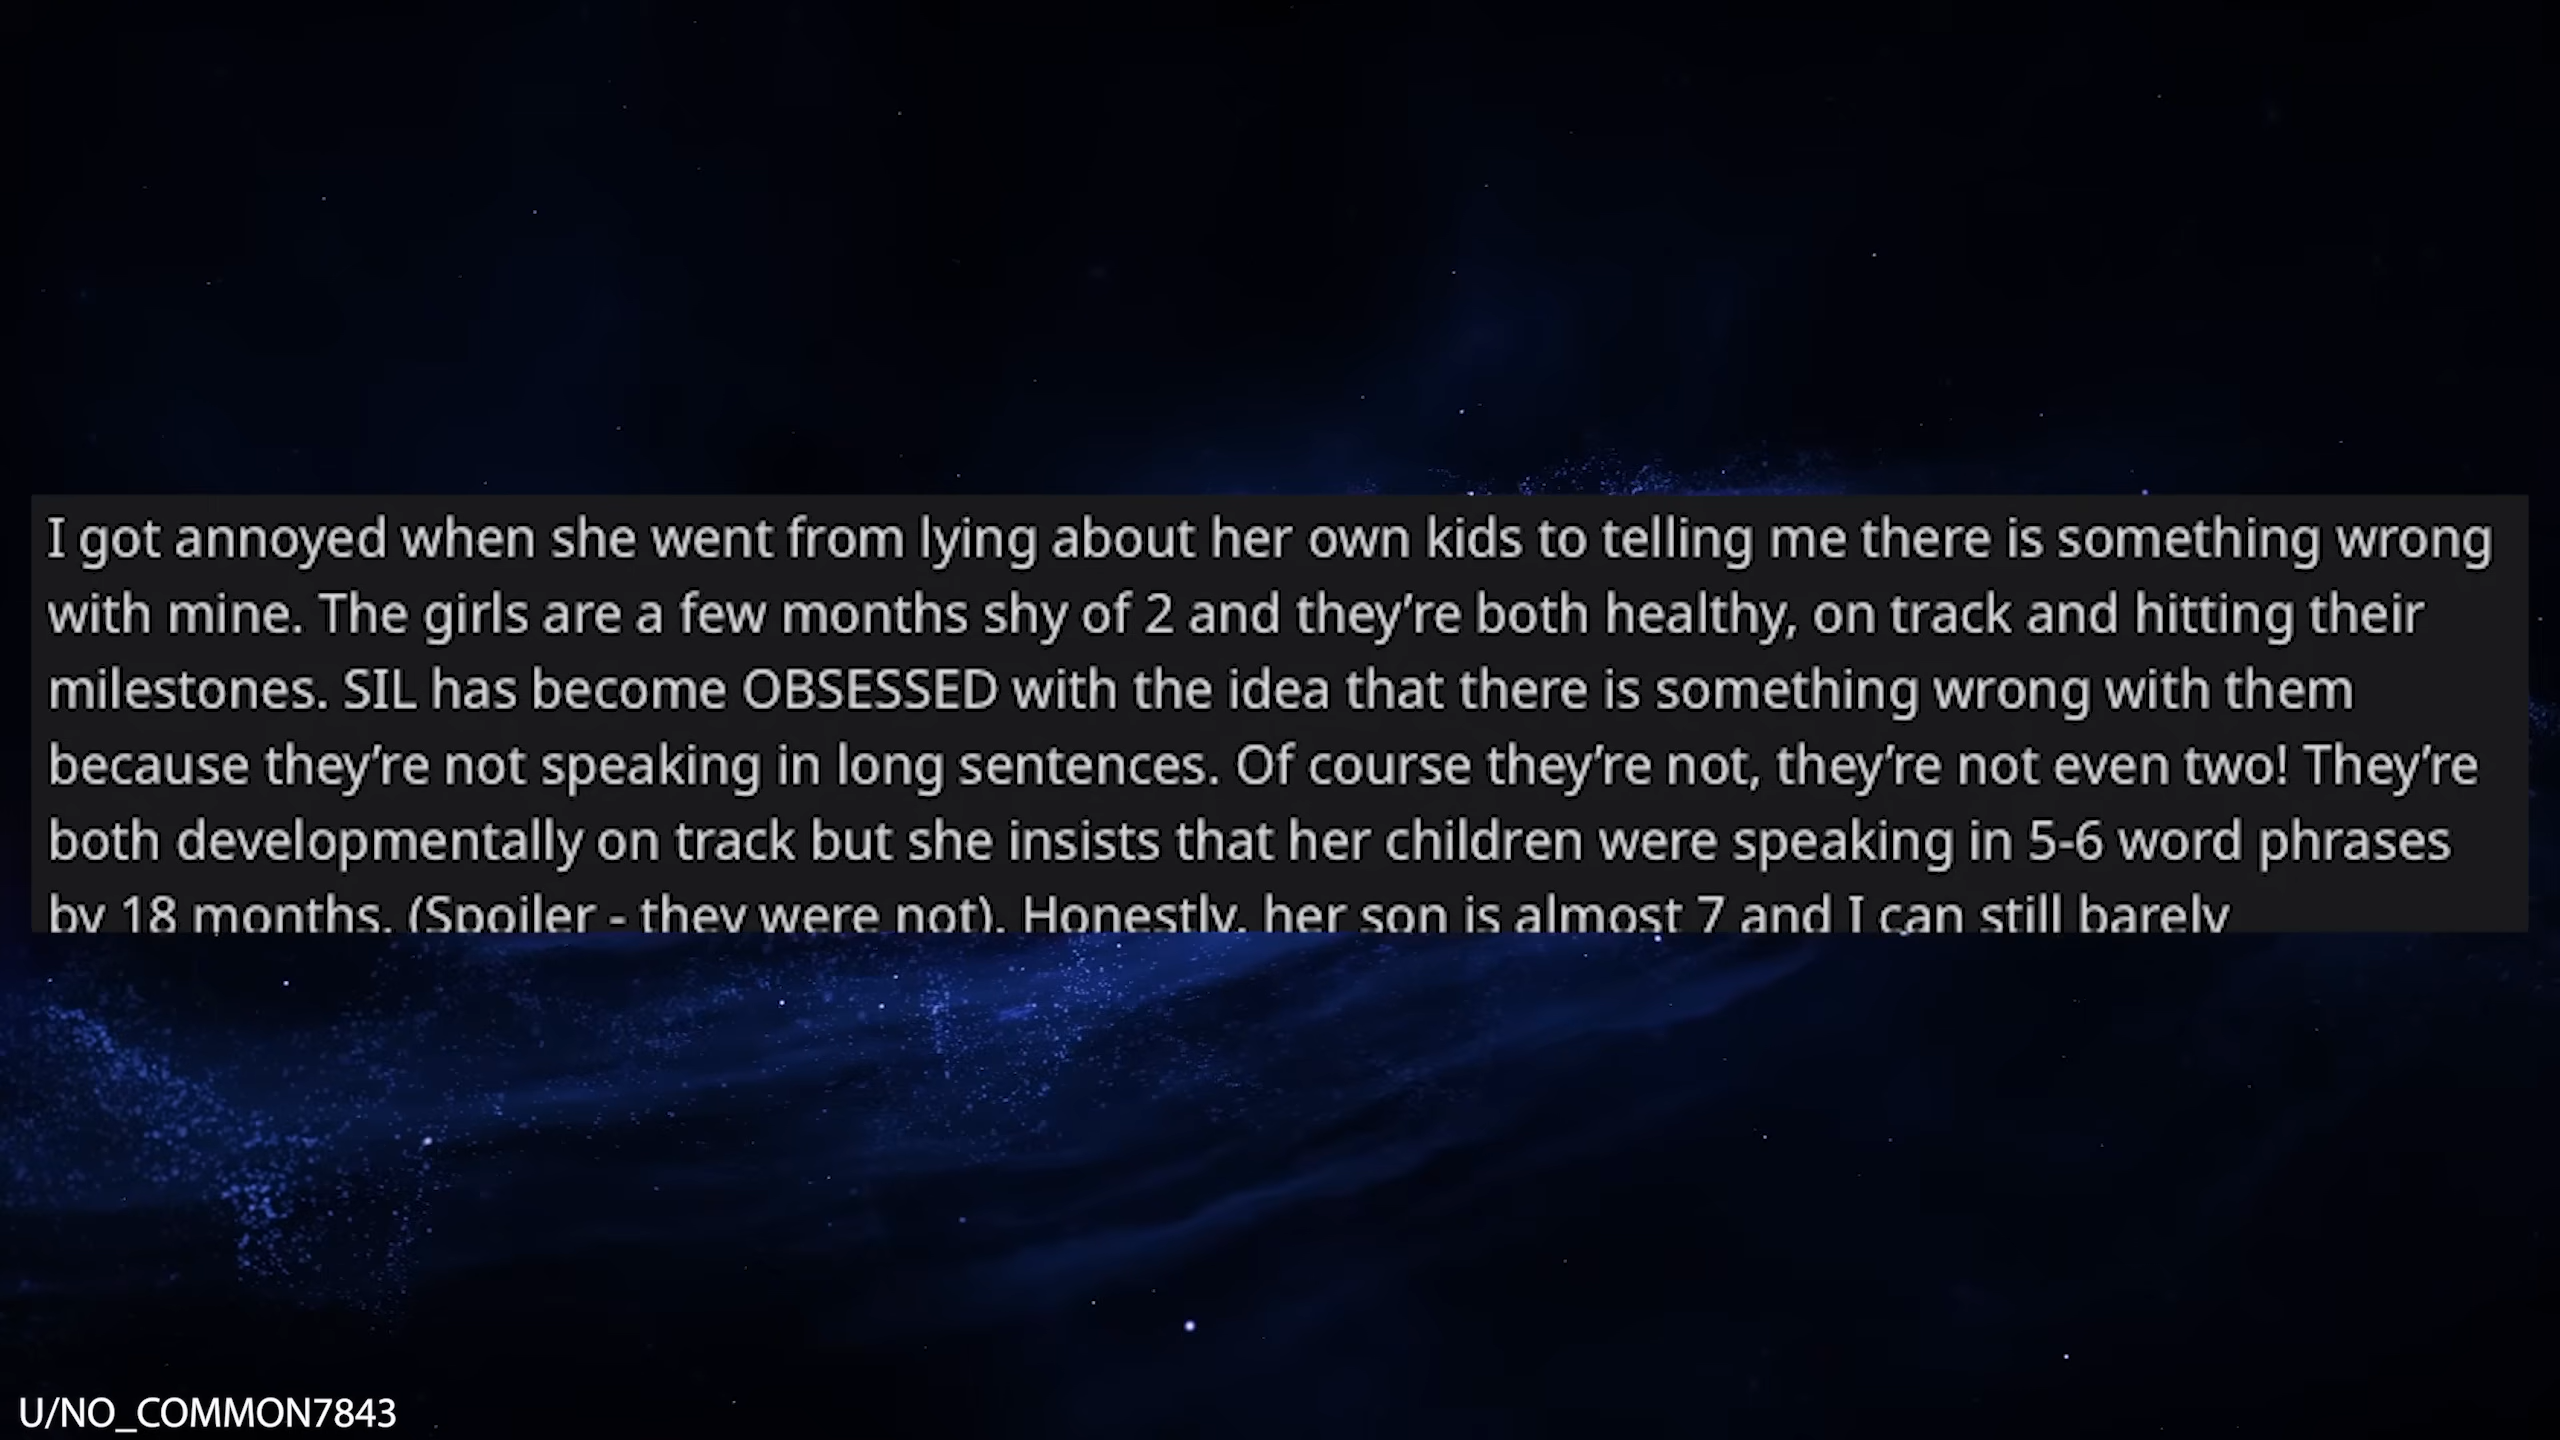 I got annoyed when she went from lying about her own kids to telling me there is something wrong
with mine. The girls are a few months shy of 2 and they’re both healthy, on track and hitting their
milestones. SIL has become OBSESSED with the idea that there is something wrong with them
because they’re not speaking in long sentences. Of course they’re not, they’re not even two! They’re
both developmentally on track but she insists that her children were speaking in 5-6 word phrases
by 18 months. (Spoiler - they were not). Honestly, her son is almost 7 and I can still barely
U/NO_COMMON7843